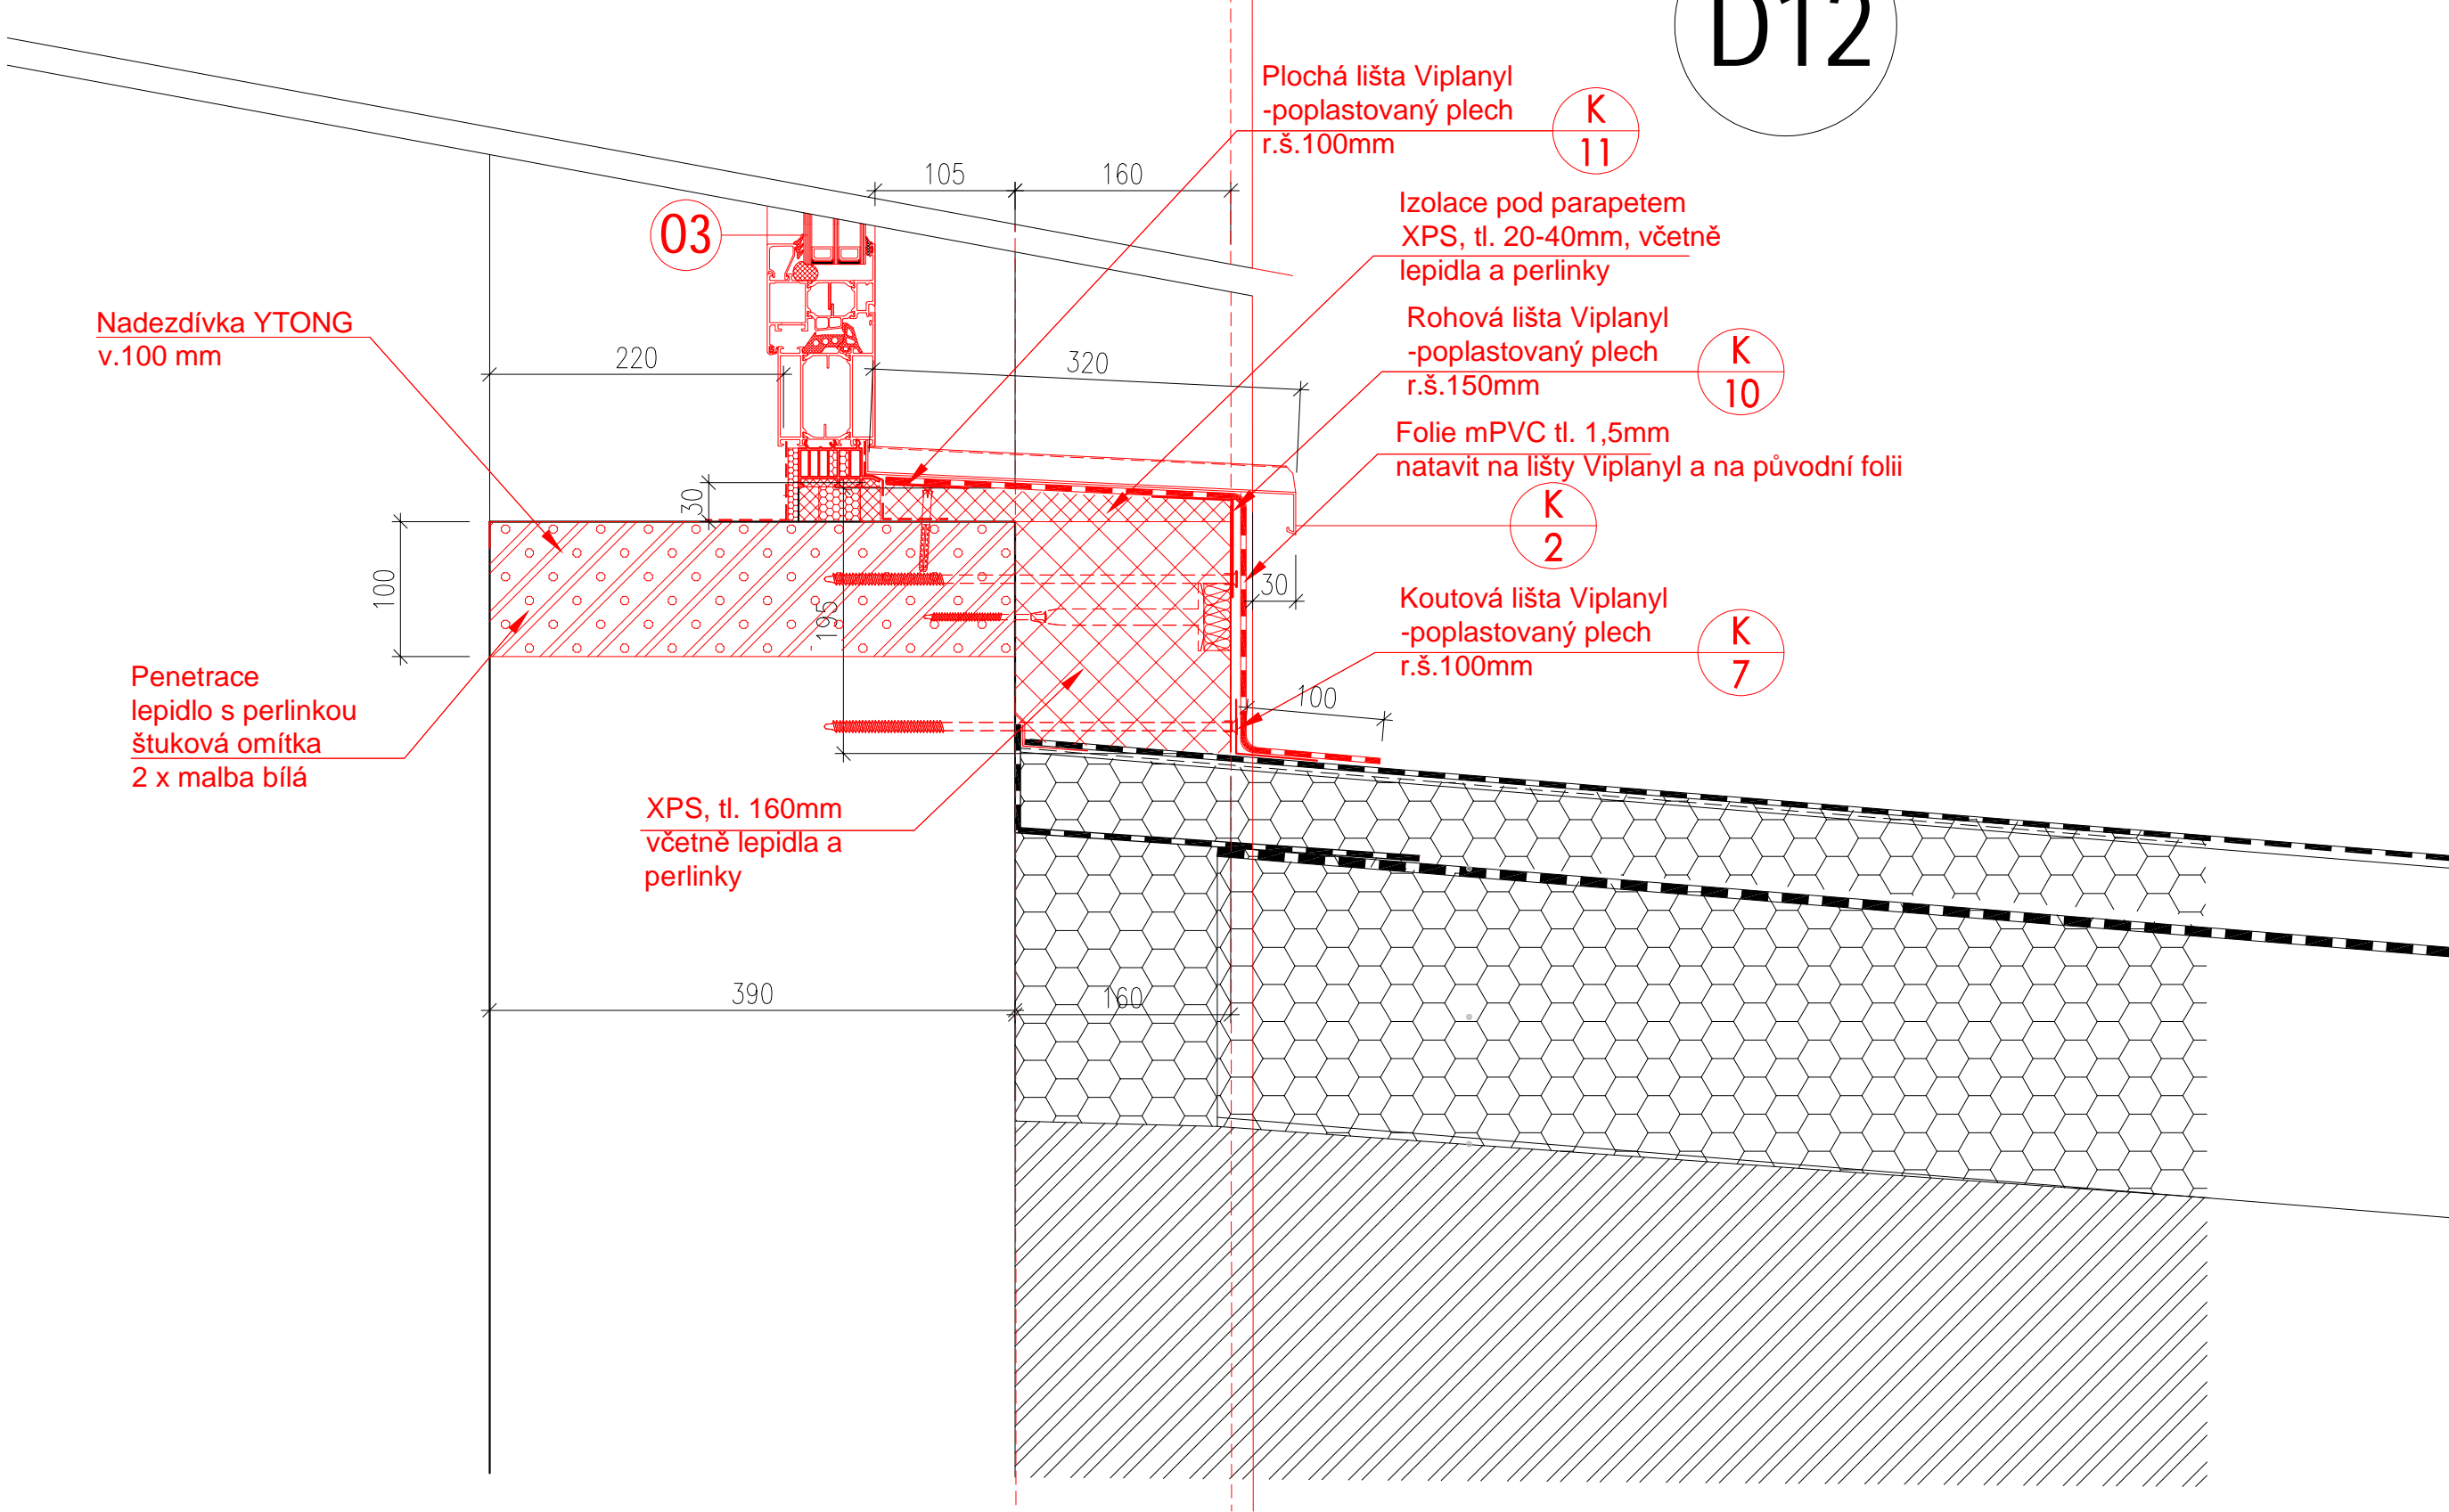 D12
Plochá lišta Viplanyl
-poplastovaný plech
r.š.100mm
K
11
105
160
Izolace pod parapetem
XPS, tl. 20-40mm, včetně
lepidla a perlinky
03
Nadezdívka YTONG
v.100 mm
Rohová lišta Viplanyl
-poplastovaný plech
r.š.150mm
K
10
220
320
Folie mPVC tl. 1,5mm
natavit na lišty Viplanyl a na původní folii
K
2
30
100
195
30
Koutová lišta Viplanyl
-poplastovaný plech
r.š.100mm
K
7
Penetrace
lepidlo s perlinkou
štuková omítka
2 x malba bílá
100
XPS, tl. 160mm
včetně lepidla a
perlinky
390
160